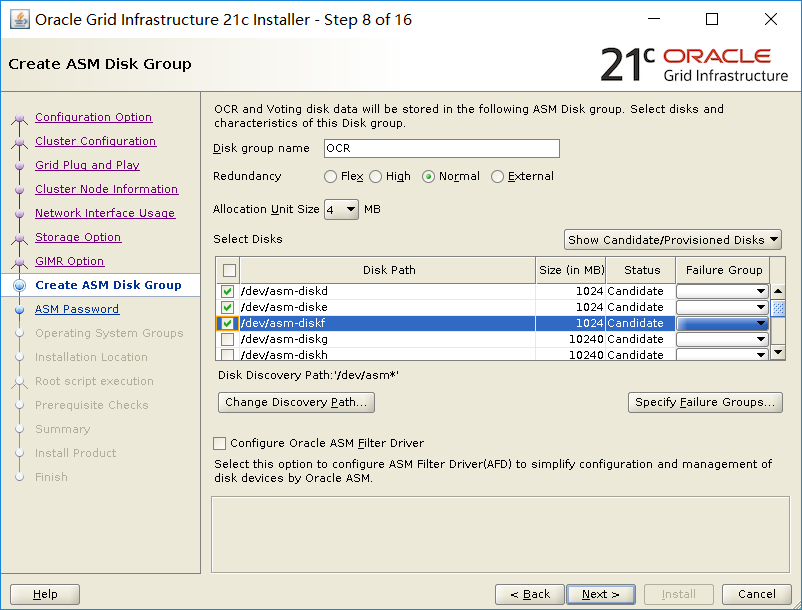 Oracle Grid Infrastructure 21c Installer - Step 8 of 16
Create ASM Disk Group
21c ORACLE
Grid Infrastructure
Configuration Option
Cluster Configuration
Grid Plug and Play
Cluster Node Information
Network Interface Usage
Storage Option
GIMR Option
Create ASM Disk Group
ASM Password
Operating System Groups
Installation Location
Root script execution
Prerequisite Checks
Summary
Install Product
Finish
OCR and Voting disk data will be stored in the following ASM Disk group. Select disks and
characteristics of this Disk group.
Disk group name OCR
Redundancy Flex High Normal External
Allocation Unit Size 4 MB
Select Disks Show Candidate/Provisioned Disks
Disk Path Size (in MB) Status Failure Group
/dev/asm-diskd 1024 Candidate
/dev/asm-diske 1024 Candidate
/dev/asm-diskf 1024 Candidate
/dev/asm-diskg 10240 Candidate
/dev/asm-diskh 10240 Candidate
Disk Discovery Path:'/dev/asm*'
Change Discovery Path... Specify Failure Groups...
Configure Oracle ASM Filter Driver
Select this option to configure ASM Filter Driver(AFD) to simplify configuration and management of
disk devices by Oracle ASM.
Help < Back Next > Install Cancel